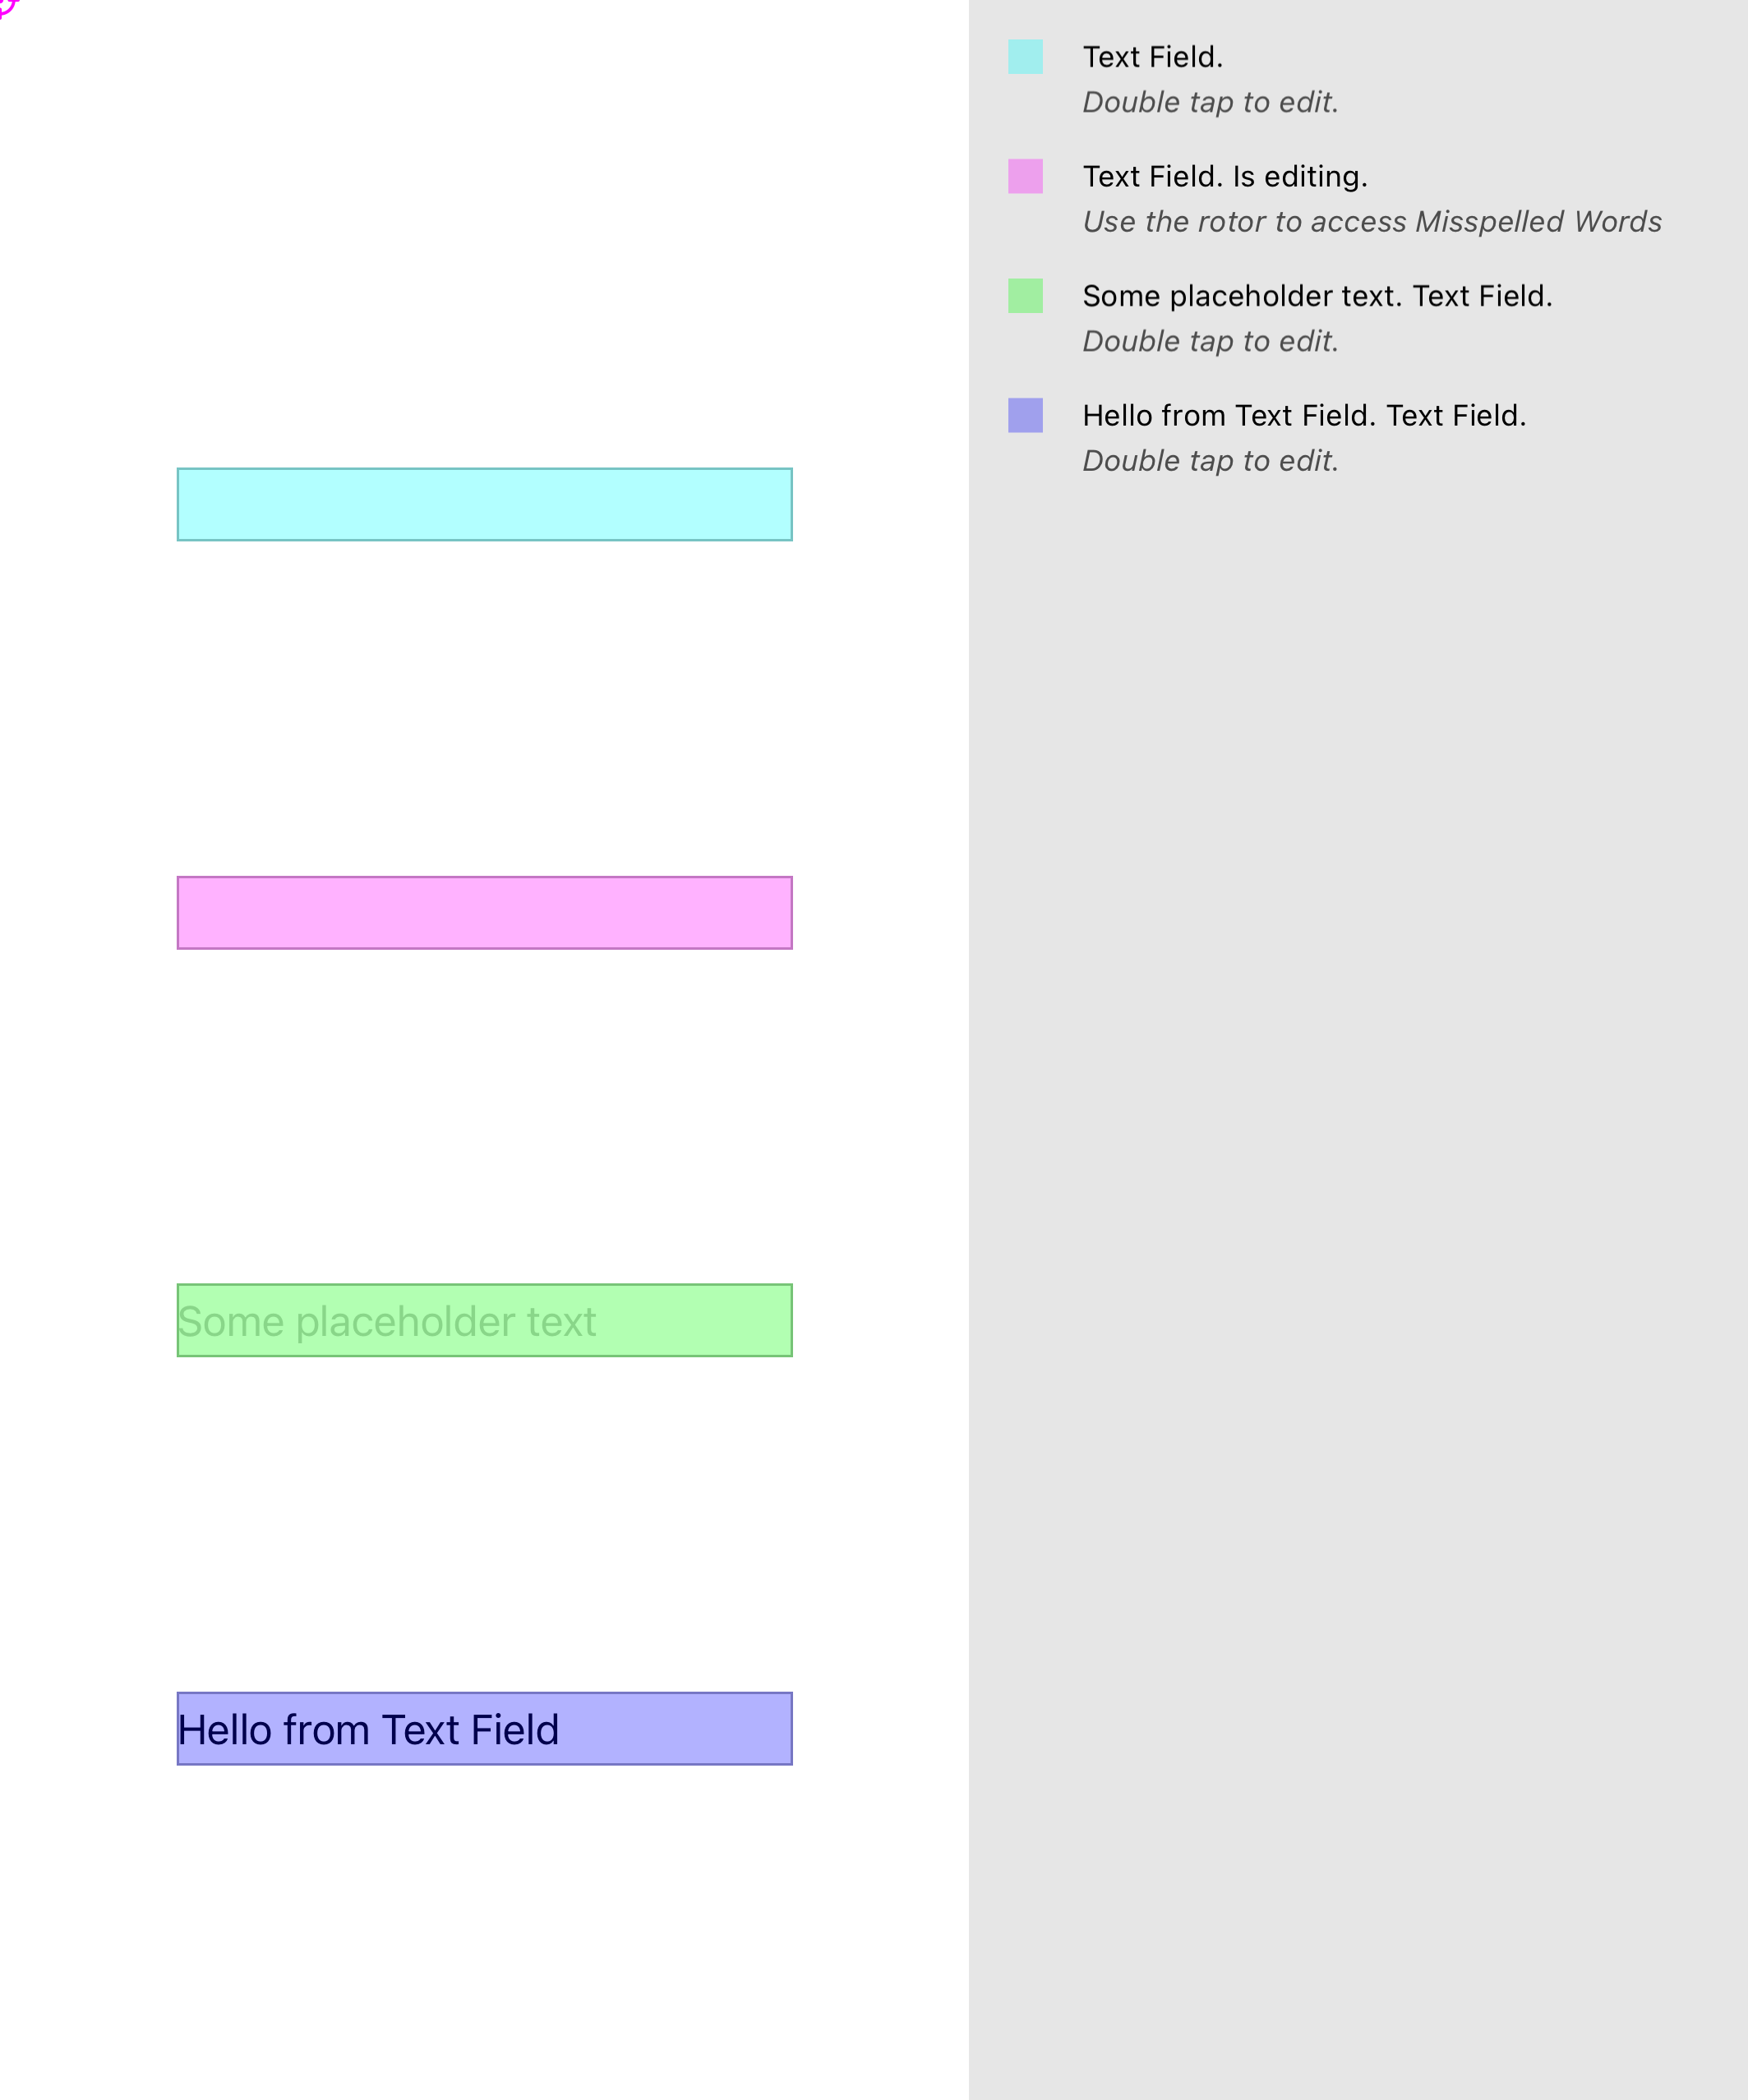 Text Field.
Double tap to edit.
Text Field. Is editing.
Use the rotor to access Misspelled Words
Some placeholder text. Text Field.
Double tap to edit.
Hello from Text Field. Text Field.
Double tap to edit.
Some placeholder text
Hello from Text Field